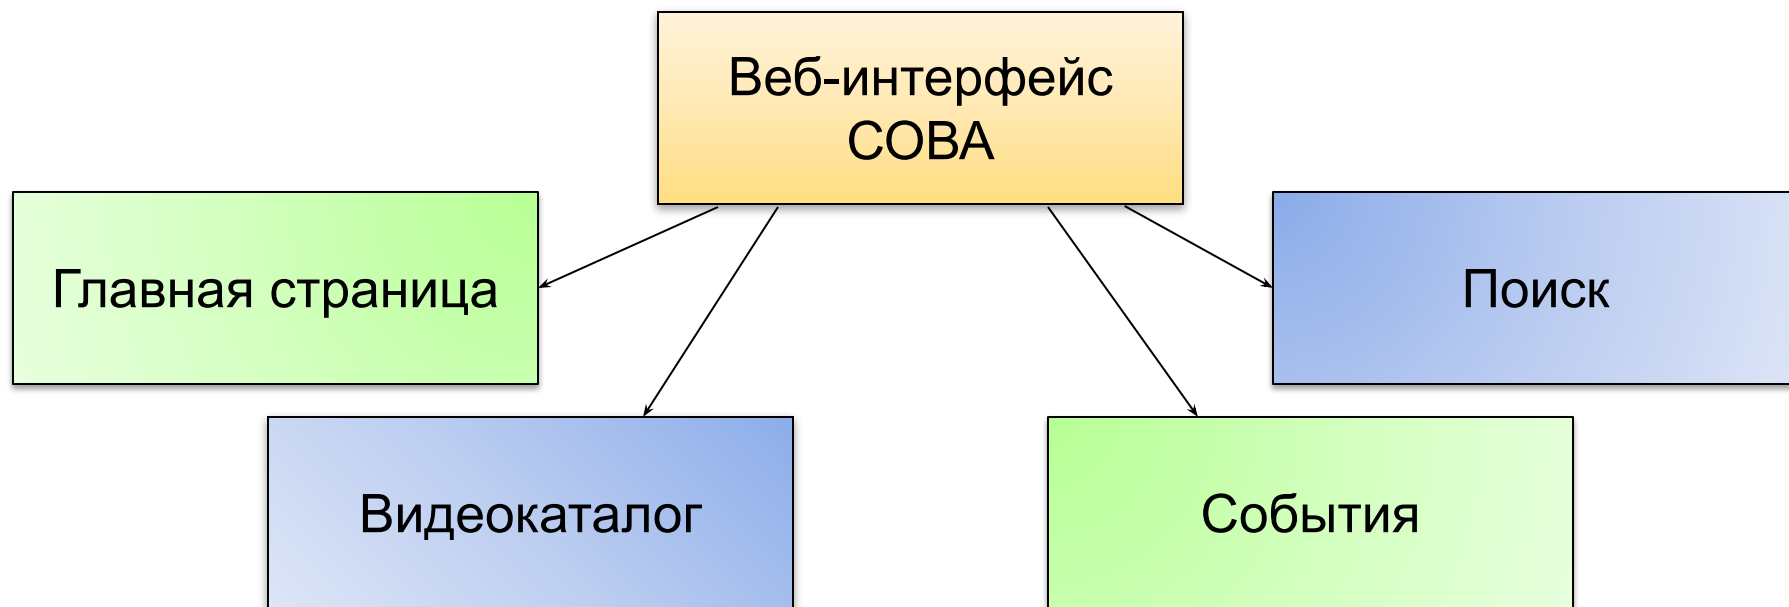 Веб-интерфейс
СОВА
Главная страница
Поиск
Видеокаталог
События